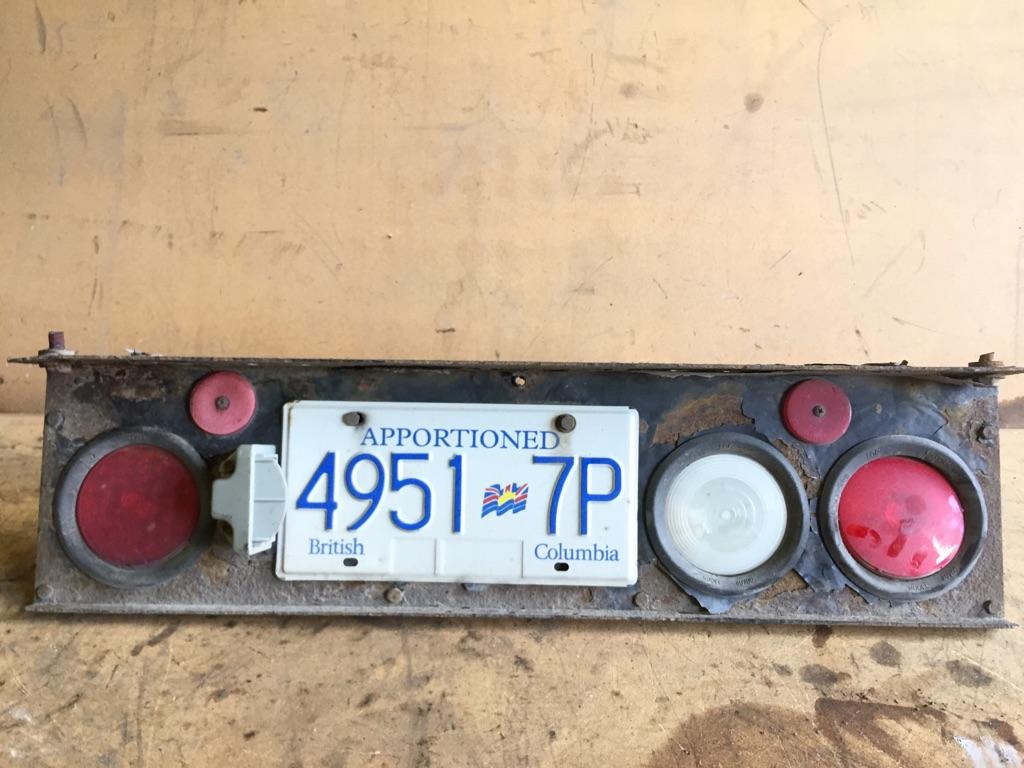 APPORTIONED
4951 7P
British Columbia